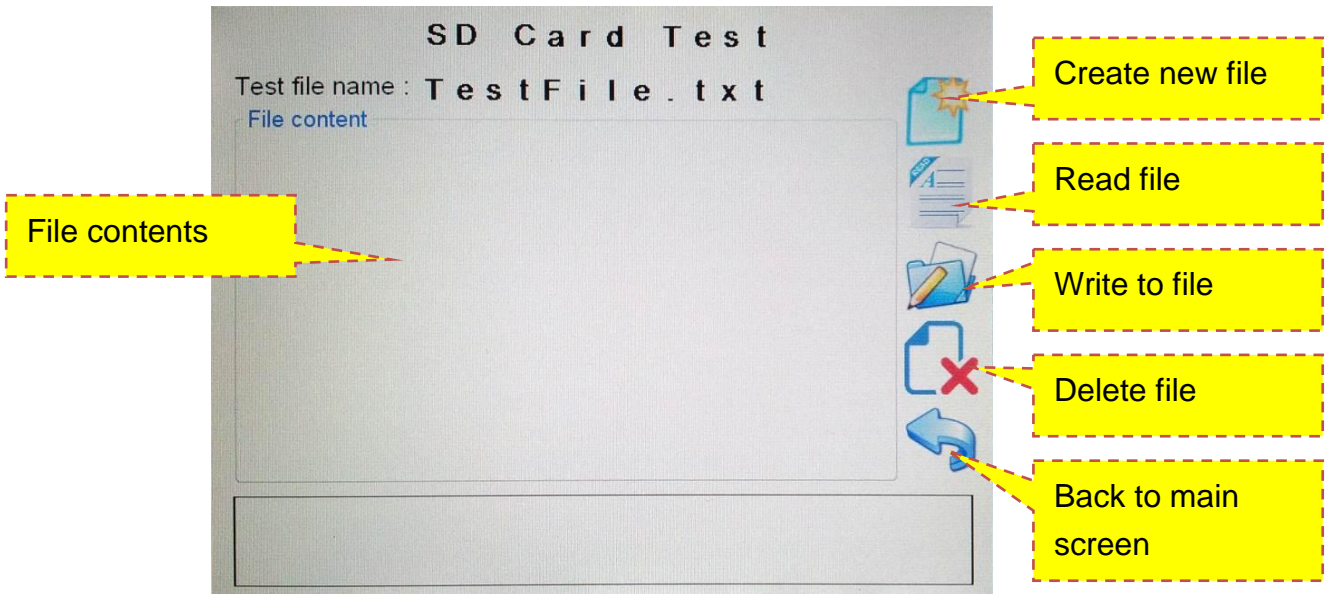 SD Card Test
Test file name : TestFile.txt
File content
File contents
Create new file
READ
A
Read file
Write to file
Delete file
Back to main
screen